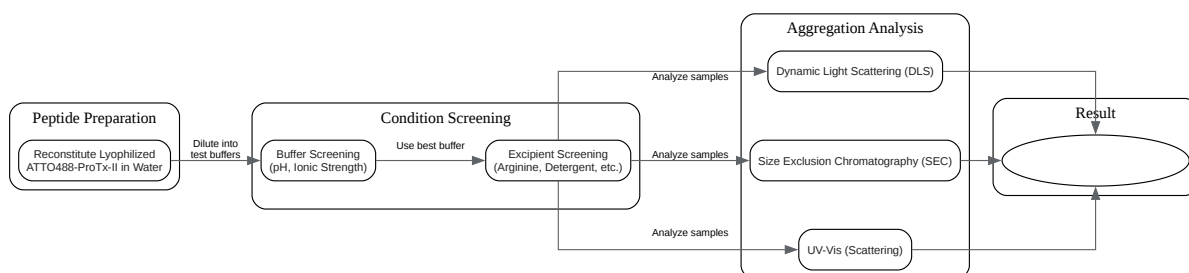 Peptide Preparation
Reconstitute Lyophilized
ATTO488-ProTx-II in Water
Dilute into
test buffers
Condition Screening
Buffer Screening
(pH, Ionic Strength)
Use best buffer
Excipient Screening
(Arginine, Detergent, etc.)
Analyze samples
Analyze samples
Analyze samples
Aggregation Analysis
Dynamic Light Scattering (DLS)
Size Exclusion Chromatography (SEC)
UV-Vis (Scattering)
Result